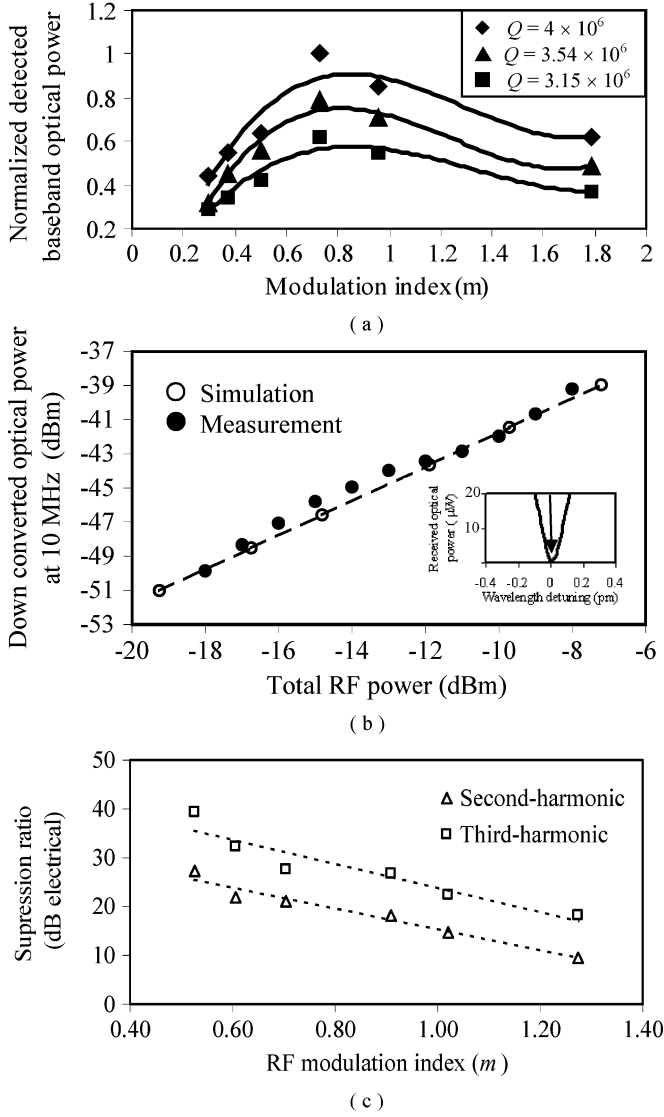 1.2
1
0.8
0.6
0.4
0.2
Normalized detected
baseband optical power
Q = 4 × 10⁶
Q = 3.54 × 10⁶
Q = 3.15 × 10⁶
0 0.2 0.4 0.6 0.8 1 1.2 1.4 1.6 1.8 2
Modulation index (m)
( a )
-37
-39
-41
-43
-45
-47
-49
-51
-53
Down converted optical power
at 10 MHz (dBm)
Simulation
Measurement
Received optical
power ( µW)
20
10
-0.4 -0.2 0 0.2 0.4
Wavelength detuning (pm)
-20 -18 -16 -14 -12 -10 -8 -6
Total RF power (dBm)
( b )
50
40
30
20
10
0
Supression ratio
(dB electrical)
Second-harmonic
Third-harmonic
0.40 0.60 0.80 1.00 1.20 1.40
RF modulation index (m)
( c )